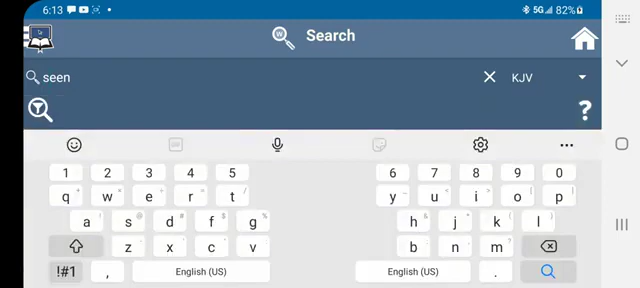 6:13 5G 82%
W Search
seen KJV
?
1 2 3 4 5 6 7 8 9 0
q w e r t y u i o p
a s d f g h j k l
z x c v b n m
!#1 , English (US) English (US) .